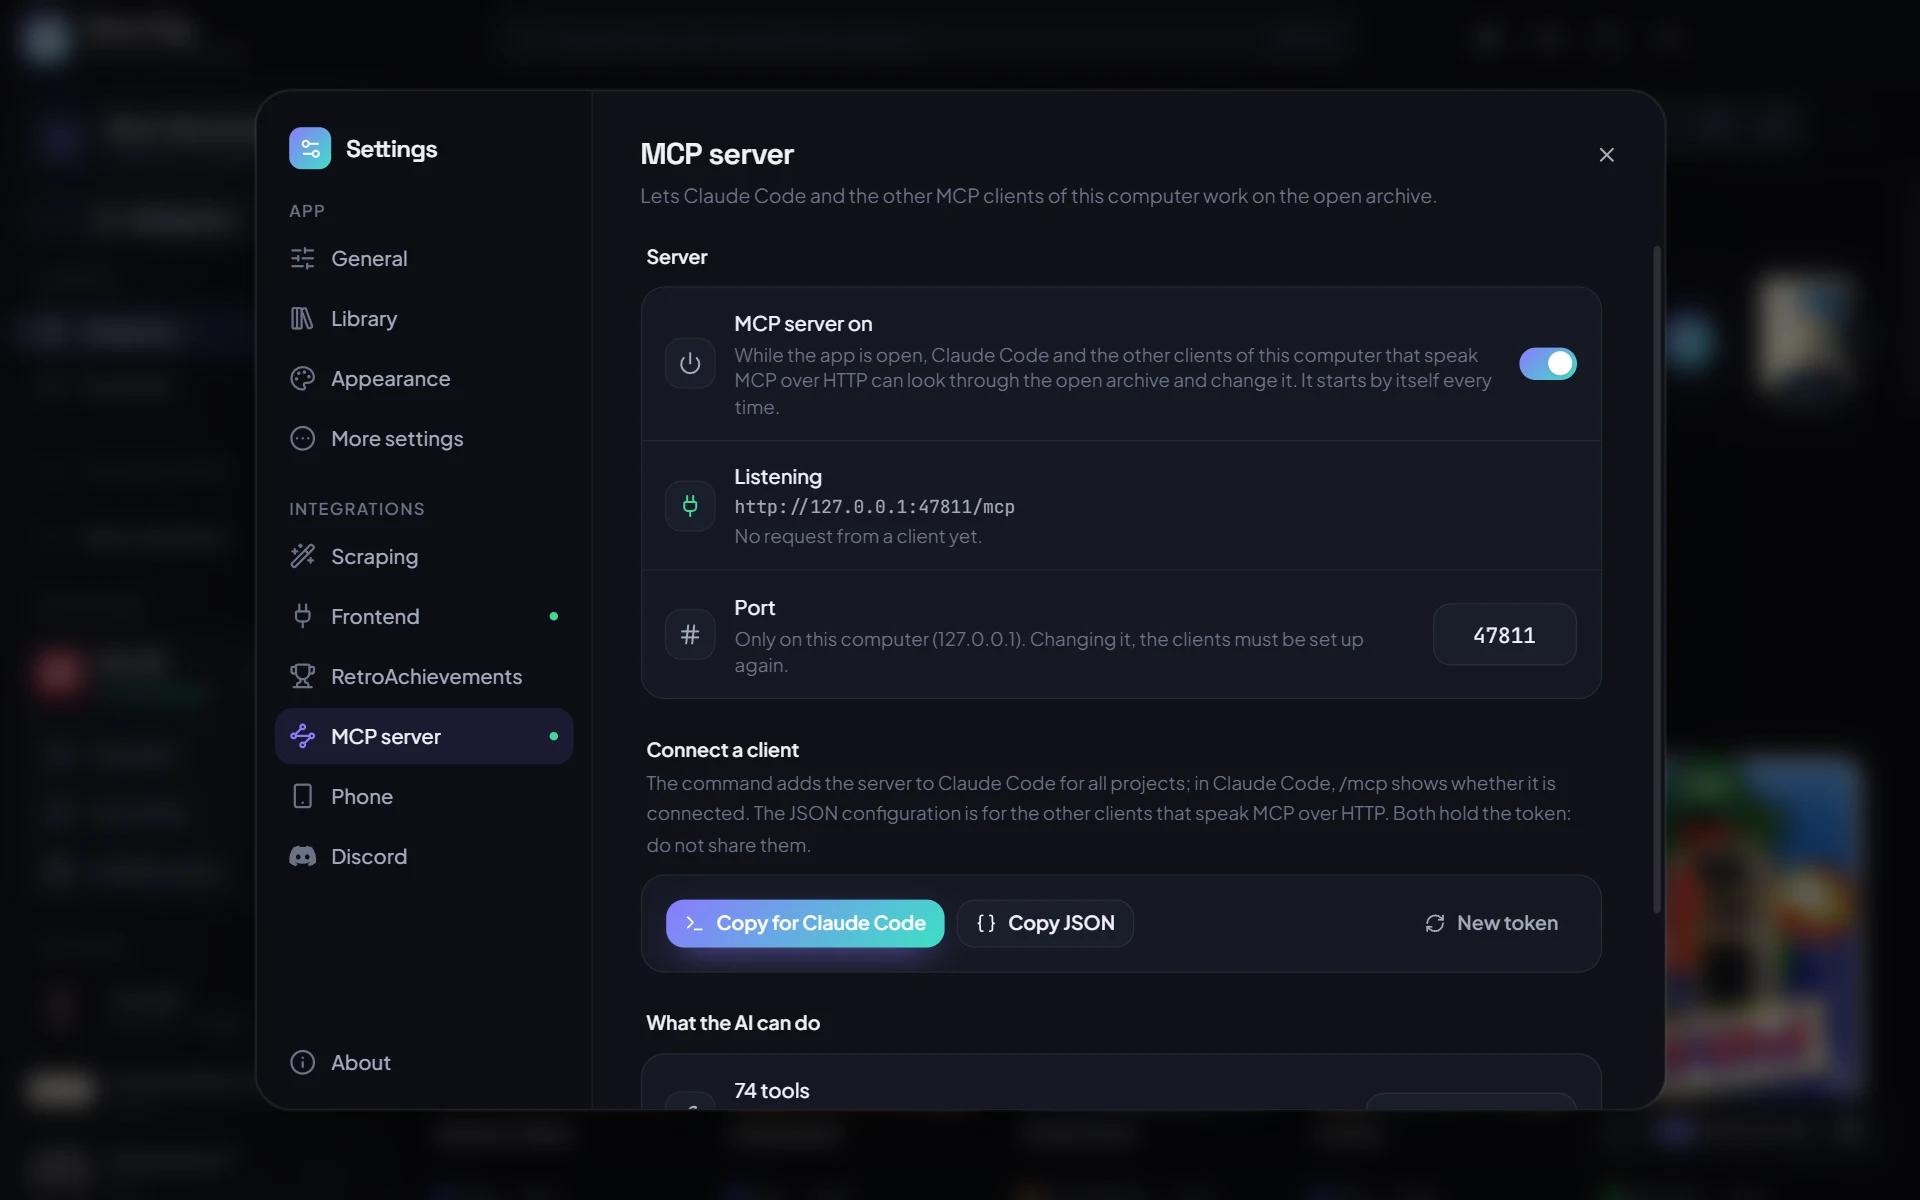 Settings
APP
General
Library
Appearance
More settings
INTEGRATIONS
Scraping
Frontend
RetroAchievements
MCP server
Phone
Discord
About
MCP server
Lets Claude Code and the other MCP clients of this computer work on the open archive.
Server
MCP server on
While the app is open, Claude Code and the other clients of this computer that speak
MCP over HTTP can look through the open archive and change it. It starts by itself every
time.
Listening
http://127.0.0.1:47811/mcp
No request from a client yet.
Port
Only on this computer (127.0.0.1). Changing it, the clients must be set up
again.
47811
Connect a client
The command adds the server to Claude Code for all projects; in Claude Code, /mcp shows whether it is
connected. The JSON configuration is for the other clients that speak MCP over HTTP. Both hold the token:
do not share them.
Copy for Claude Code
Copy JSON
New token
What the AI can do
74 tools